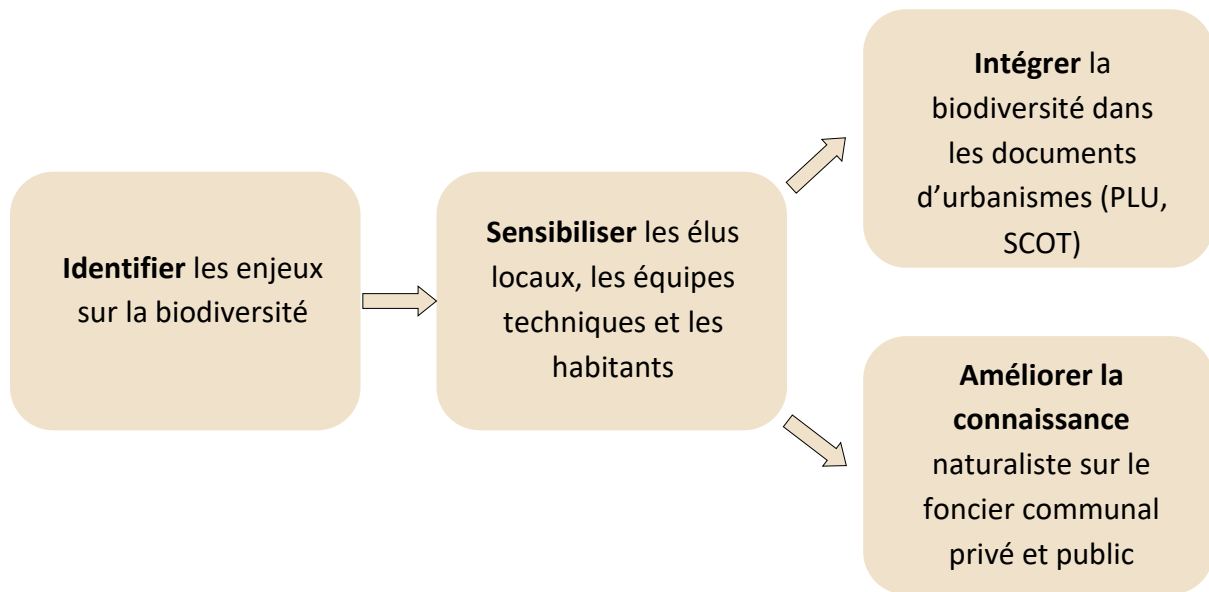 Identifier les enjeux
sur la biodiversité
Sensibiliser les élus
locaux, les équipes
techniques et les
habitants
Intégrer la
biodiversité dans
les documents
d’urbanismes (PLU,
SCOT)
Améliorer la
connaissance
naturaliste sur le
foncier communal
privé et public